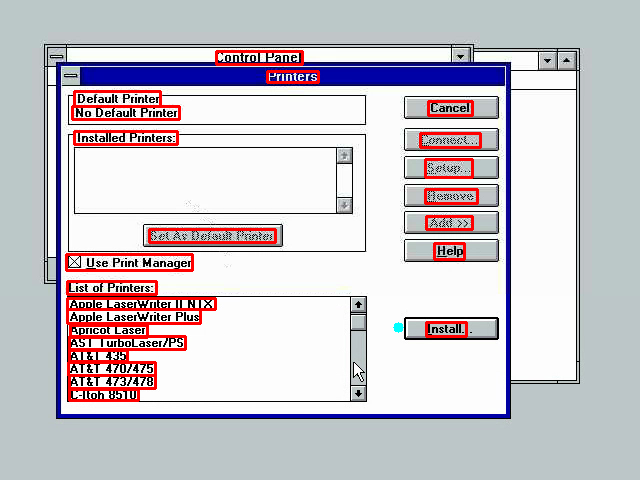 Control Panel
Printers
Default Printer
No Default Printer
Cancel
Installed Printers:
Connect...
Setup...
Remove
Add >>
Set As Default Printer
Help
Use Print Manager
List of Printers:
Apple LaserWriter II NTX
Apple LaserWriter Plus
Apricot Laser
Install...
AST TurboLaser/PS
AT&T 435
AT&T 470/475
AT&T 473/478
C-Itoh 8510